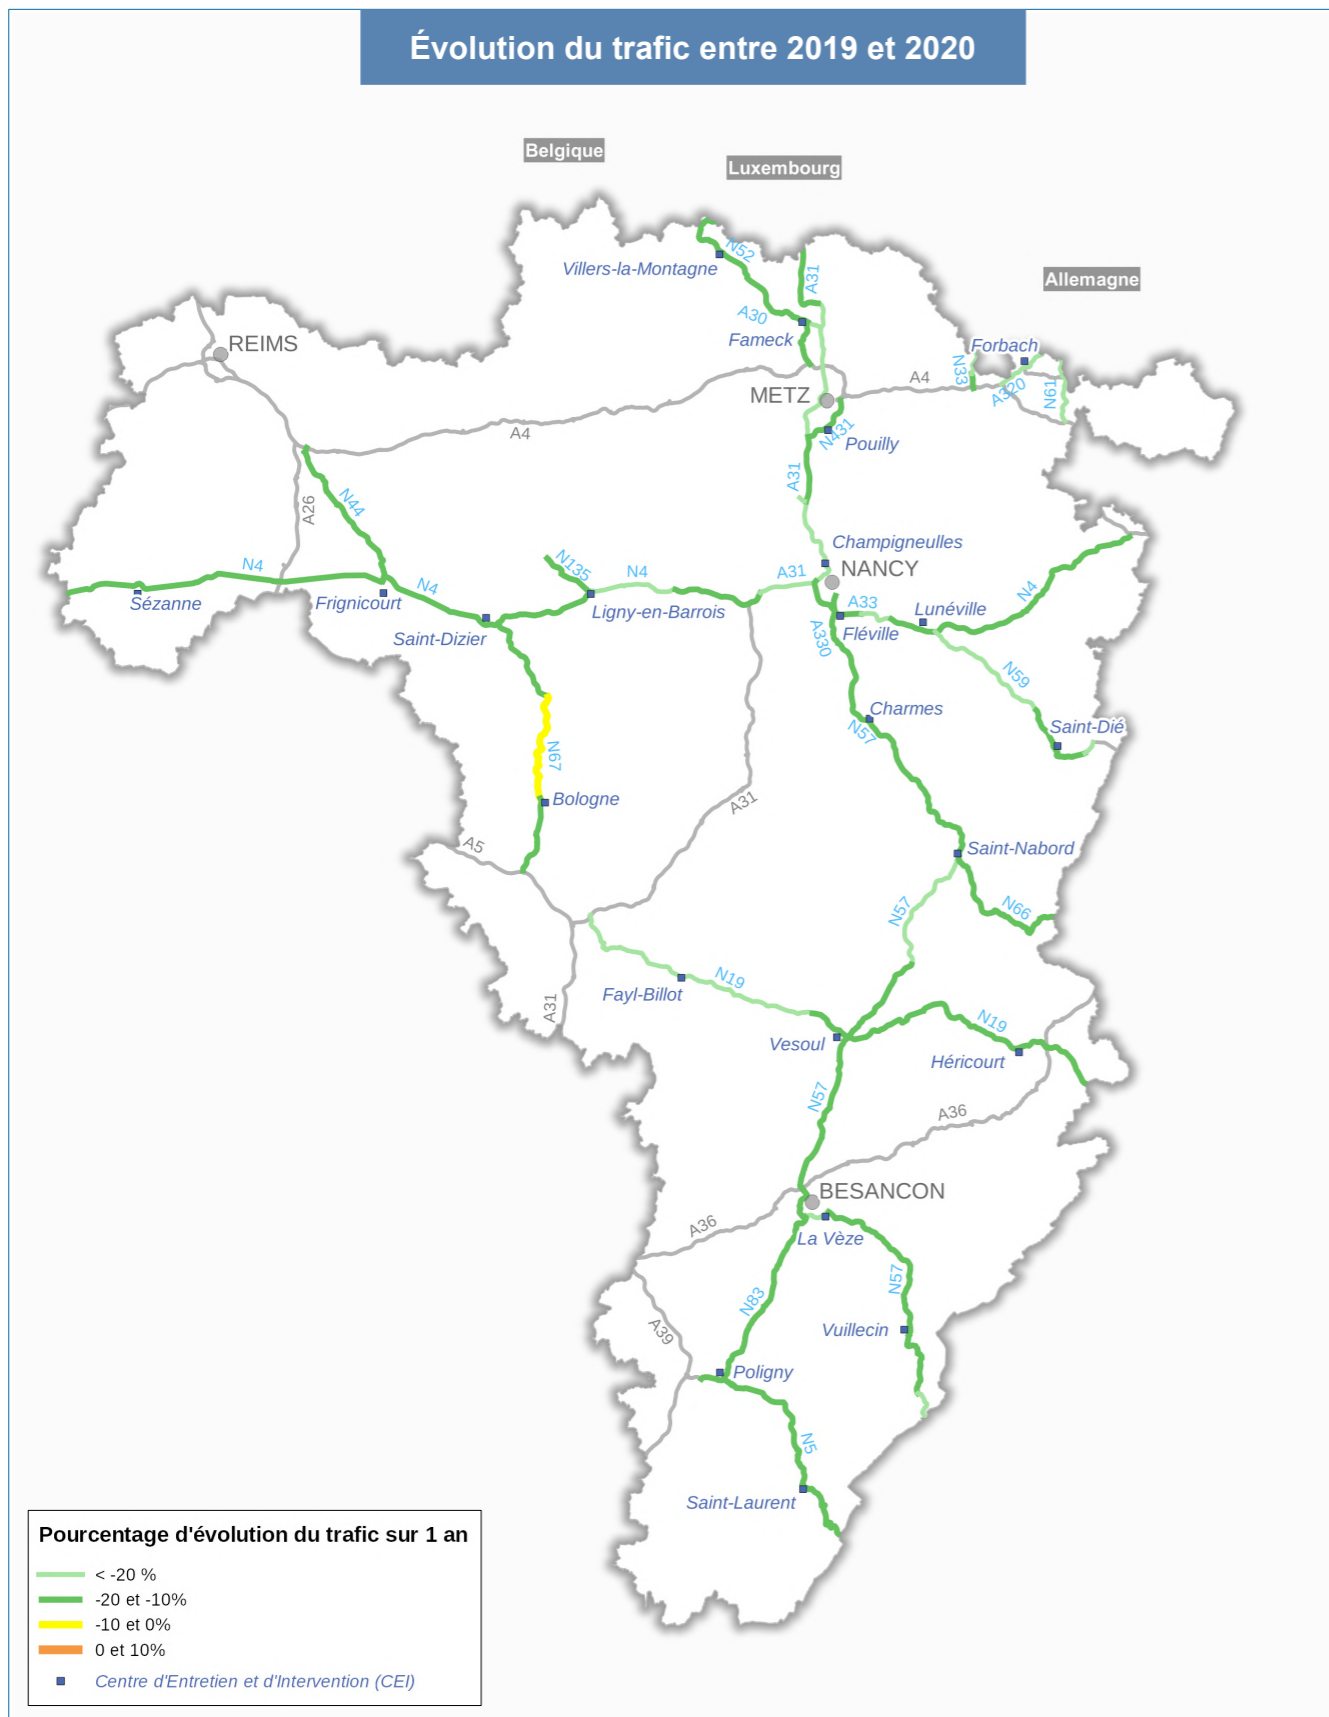 Évolution du trafic entre 2019 et 2020
Belgique
Luxembourg
Allemagne
N52
A31
Villers-la-Montagne
A30
Fameck
REIMS
Forbach
N33
A4
A320
N61
METZ
A4
N431
Pouilly
A31
N44
A26
Champigneulles
NANCY
N135
N4
A31
N4
N4
N4
Sézanne
Frignicourt
Saint-Dizier
Ligny-en-Barrois
A33
Lunéville
Fléville
A330
N59
Charmes
N57
Saint-Dié
N67
Bologne
A31
A5
Saint-Nabord
N57
N66
N19
Fayl-Billot
A31
N19
Vesoul
Héricourt
N57
A36
BESANCON
A36
La Vèze
N57
N83
A39
Vuillecin
Poligny
N5
Saint-Laurent
Pourcentage d'évolution du trafic sur 1 an
< -20 %
-20 et -10%
-10 et 0%
0 et 10%
Centre d'Entretien et d'Intervention (CEI)